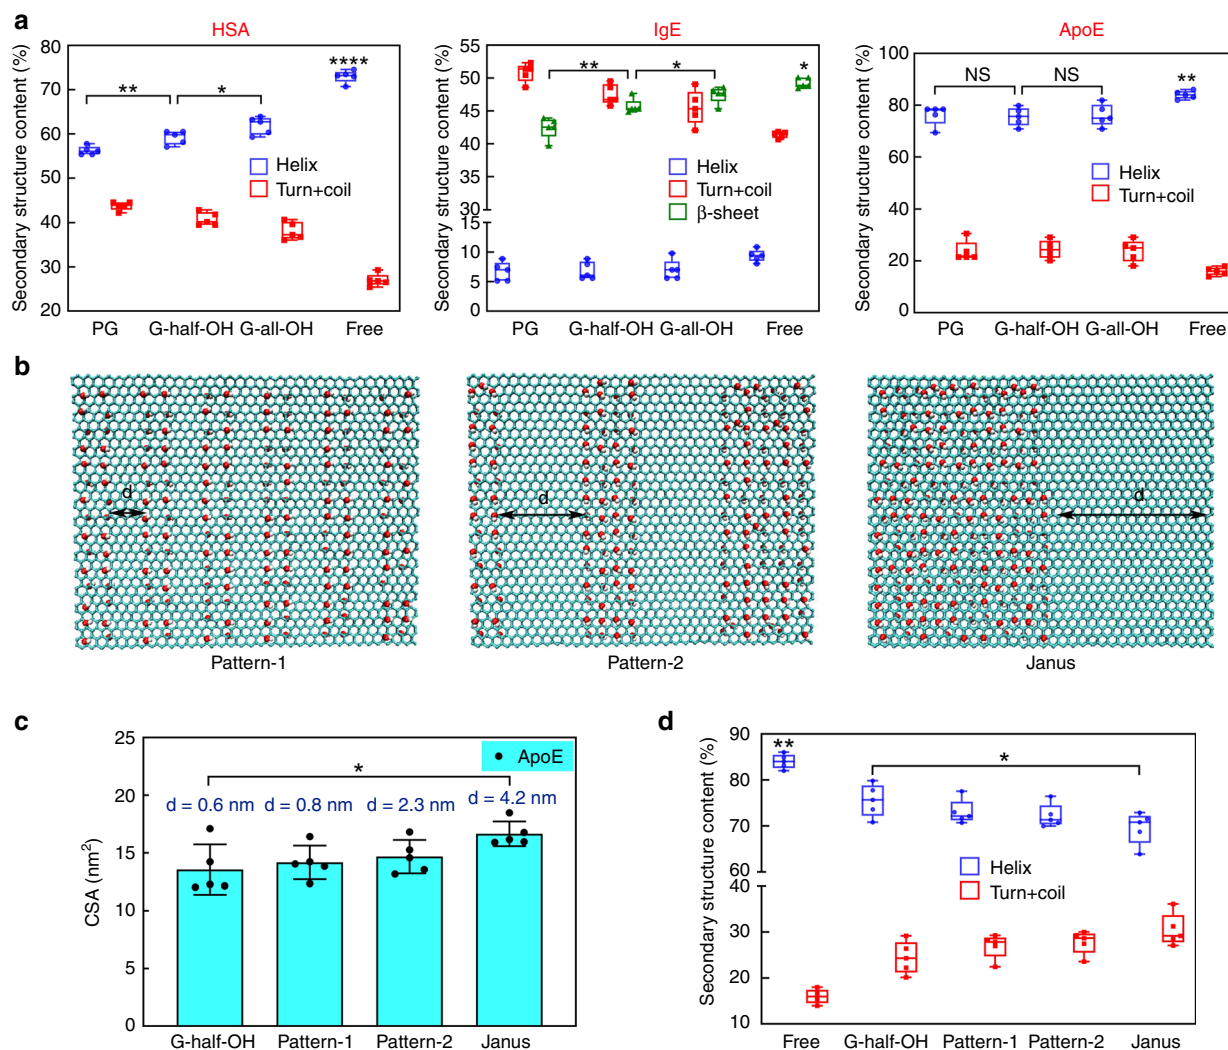 a
HSA
Secondary structure content (%)
80
70
60
50
40
30
20
**
*
****
Helix
Turn+coil
PG G-half-OH G-all-OH Free
IgE
Secondary structure content (%)
55
50
45
40
35
30
15
10
5
0
**
*
*
Helix
Turn+coil
β-sheet
PG G-half-OH G-all-OH Free
ApoE
Secondary structure content (%)
100
80
60
40
20
0
NS
NS
**
Helix
Turn+coil
PG G-half-OH G-all-OH Free
b
d
d
d
Pattern-1
Pattern-2
Janus
c
CSA (nm²)
25
20
15
10
5
0
ApoE
*
d = 0.6 nm d = 0.8 nm d = 2.3 nm d = 4.2 nm
G-half-OH Pattern-1 Pattern-2 Janus
d
Secondary structure content (%)
90
80
70
60
40
30
20
10
**
*
Helix
Turn+coil
Free G-half-OH Pattern-1 Pattern-2 Janus